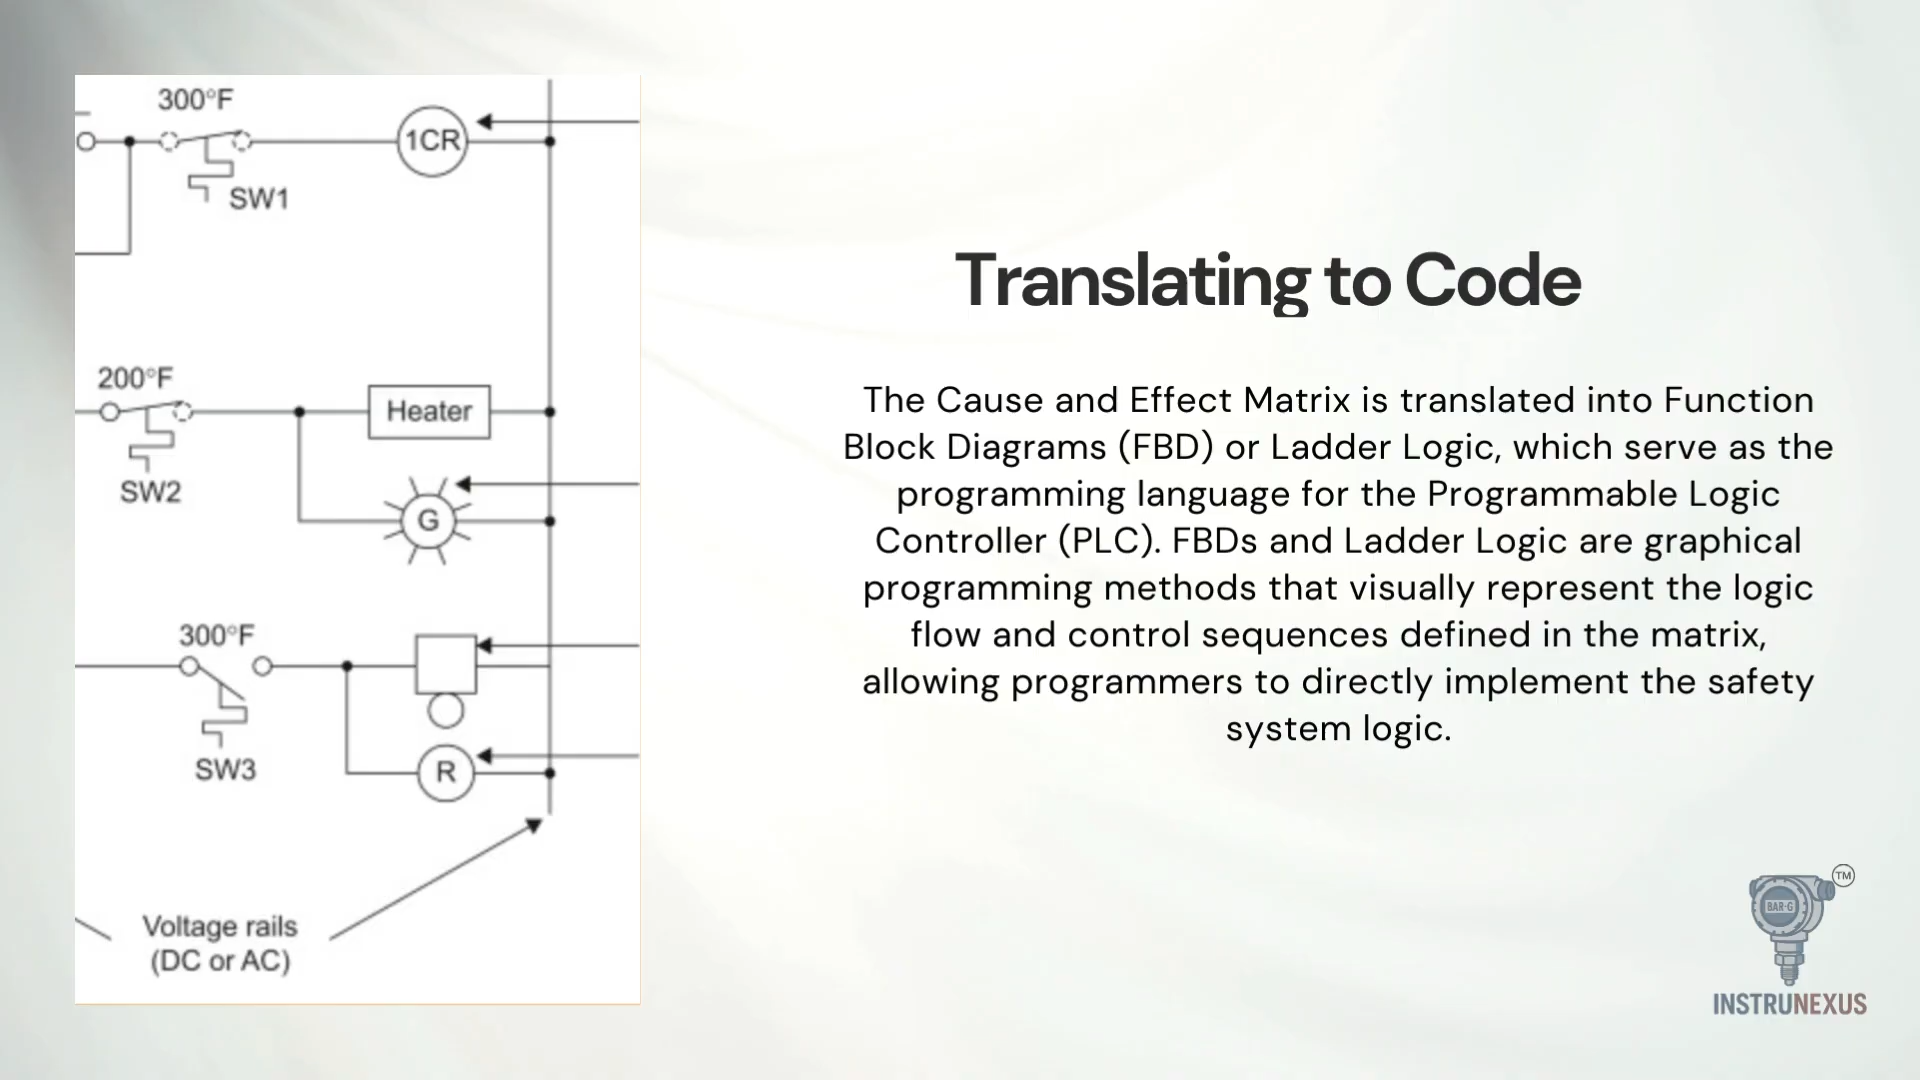 300°F
1CR
SW1
200°F
Heater
SW2
G
300°F
SW3
R
Voltage rails
(DC or AC)
Translating to Code
The Cause and Effect Matrix is translated into Function
Block Diagrams (FBD) or Ladder Logic, which serve as the
programming language for the Programmable Logic
Controller (PLC). FBDs and Ladder Logic are graphical
programming methods that visually represent the logic
flow and control sequences defined in the matrix,
allowing programmers to directly implement the safety
system logic.
TM
BAR-G
INSTRUNEXUS